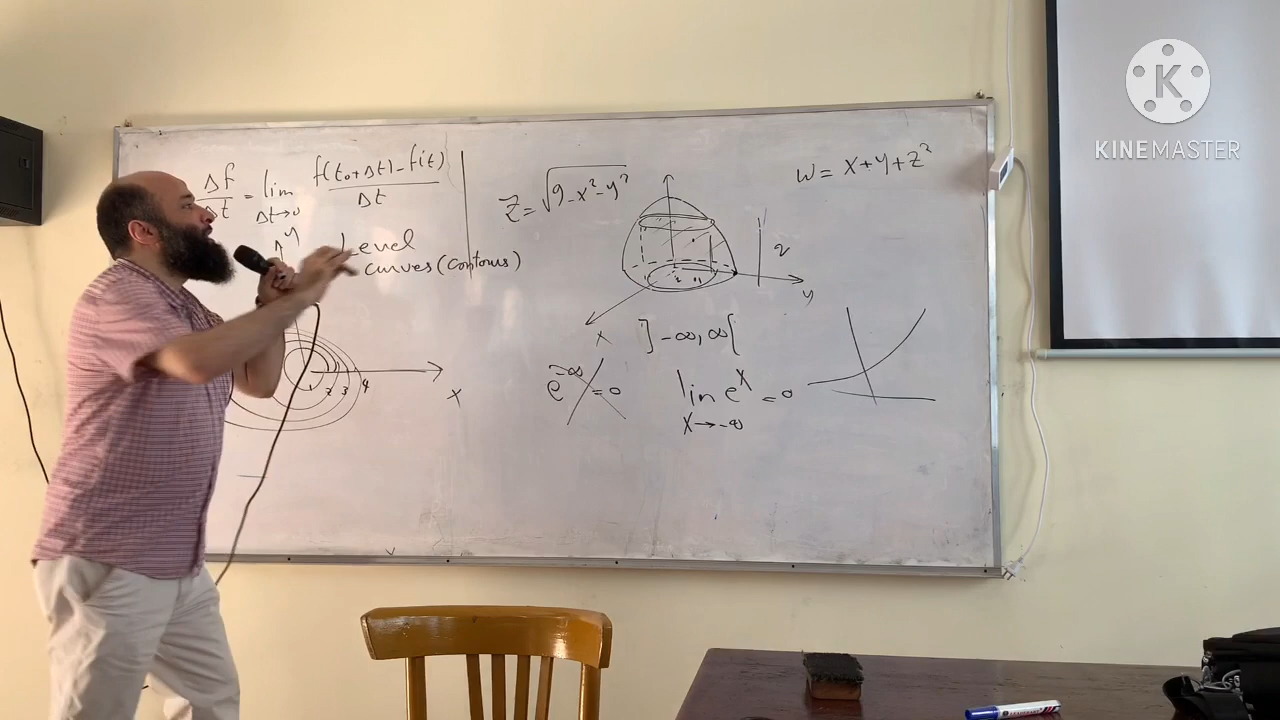 Δf/Δt = lim Δt→0 f(t₀+Δt)-f(t)/Δt
y
Level
curves (contours)
1 2 3 4
x
Z = √9-x²-y²
y
x
]-∞,∞[
e^-∞ = 0
lim e^x = 0
x→-∞
w = x+y+z²
K
KINEMASTER